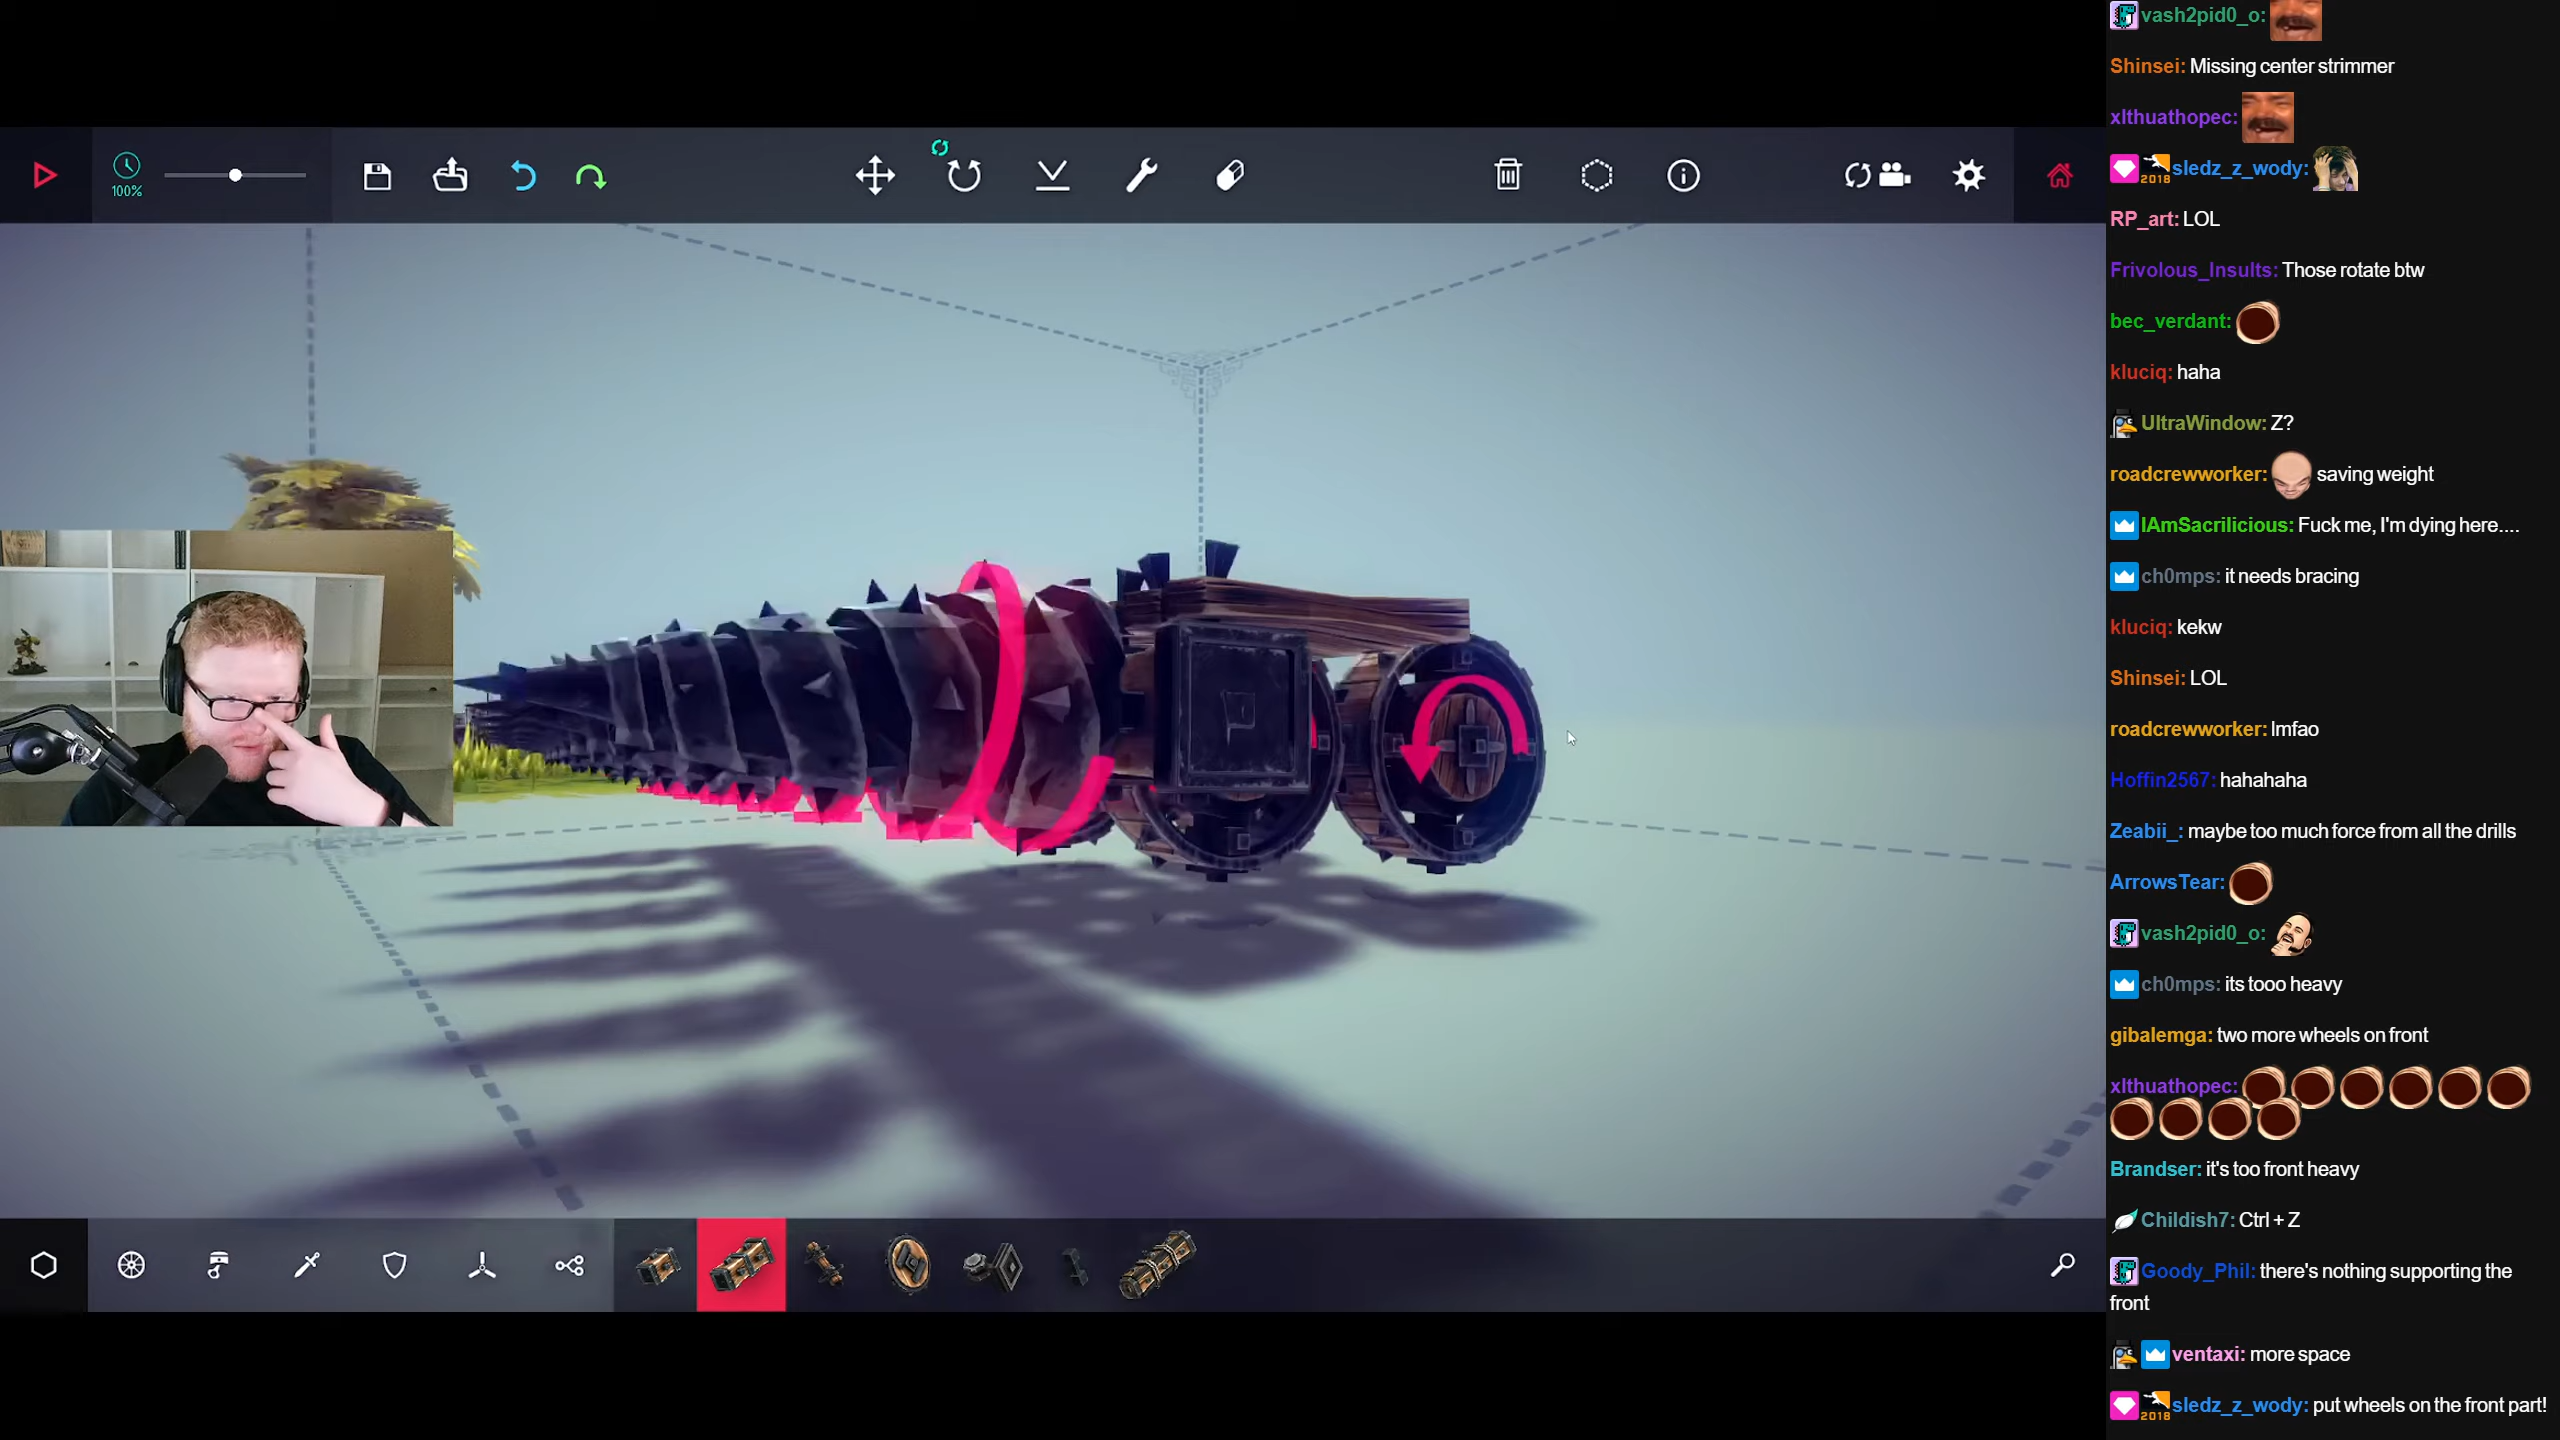 vash2pid0_o:
Shinsei: Missing center strimmer
xlthuathopec:
100%
2018 sledz_z_wody:
RP_art: LOL
Frivolous_Insults: Those rotate btw
bec_verdant:
kluciq: haha
UltraWindow: Z?
roadcrewworker: saving weight
IAmSacrilicious: Fuck me, I'm dying here....
ch0mps: it needs bracing
kluciq: kekw
Shinsei: LOL
roadcrewworker: lmfao
Hoffin2567: hahahaha
Zeabii_: maybe too much force from all the drills
ArrowsTear:
vash2pid0_o:
ch0mps: its tooo heavy
gibalemga: two more wheels on front
xlthuathopec:
Brandser: it's too front heavy
Childish7: Ctrl + Z
Goody_Phil: there's nothing supporting the
front
ventaxi: more space
2018 sledz_z_wody: put wheels on the front part!